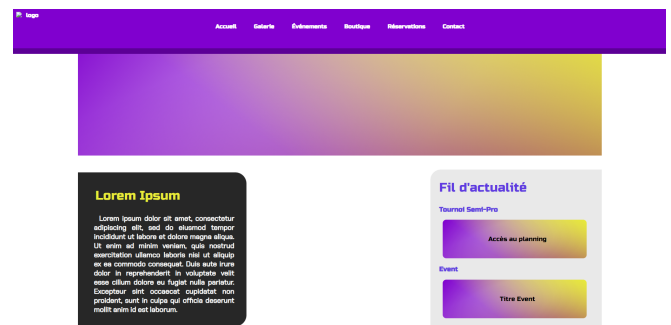 logo
Accueil Galerie Événements Boutique Réservations Contact
Lorem Ipsum
Lorem ipsum dolor sit amet, consectetur
adipiscing elit, sed do eiusmod tempor
incididunt ut labore et dolore magna aliqua.
Ut enim ad minim veniam, quis nostrud
exercitation ullamco laboris nisi ut aliquip
ex ea commodo consequat. Duis aute irure
dolor in reprehenderit in voluptate velit
esse cillum dolore eu fugiat nulla pariatur.
Excepteur sint occaecat cupidatat non
proident, sunt in culpa qui officia deserunt
mollit anim id est laborum.
Fil d'actualité
Tournoi Semi-Pro
Accès au planning
Event
Titre Event